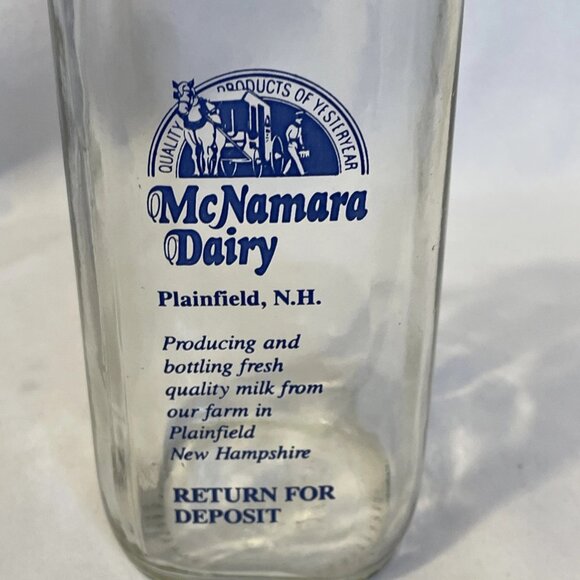 QUALITY PRODUCTS OF YESTERYEAR
McNamara
Dairy
Plainfield, N.H.
Producing and
bottling fresh
quality milk from
our farm in
Plainfield
New Hampshire
RETURN FOR
DEPOSIT